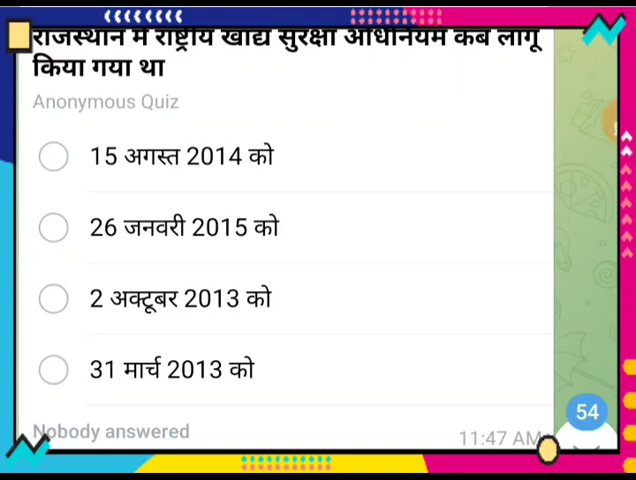 राजस्थान में राष्ट्रीय खाद्य सुरक्षा अधिनियम कब लागू
किया गया था
Anonymous Quiz
15 अगस्त 2014 को
26 जनवरी 2015 को
2 अक्टूबर 2013 को
31 मार्च 2013 को
54
Nobody answered
11:47 AM